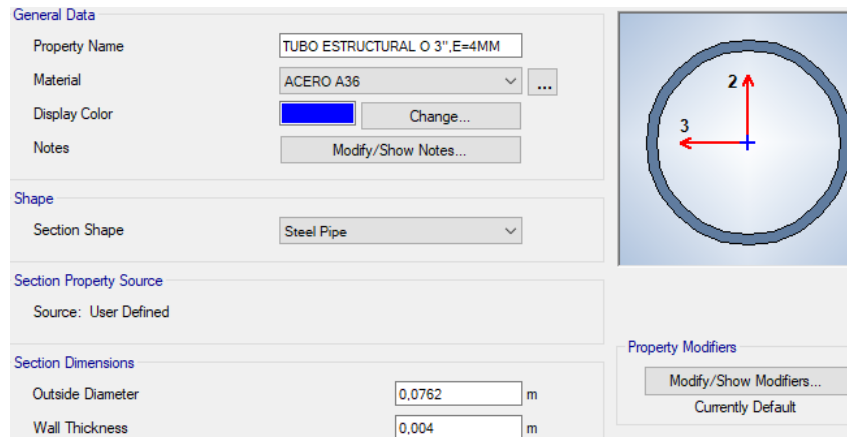 General Data
Property Name TUBO ESTRUCTURAL O 3",E=4MM
Material ACERO A36 ...
Display Color Change...
Notes Modify/Show Notes...
2
3
Shape
Section Shape Steel Pipe
Section Property Source
Source: User Defined
Property Modifiers
Modify/Show Modifiers...
Currently Default
Section Dimensions
Outside Diameter 0,0762 m
Wall Thickness 0,004 m